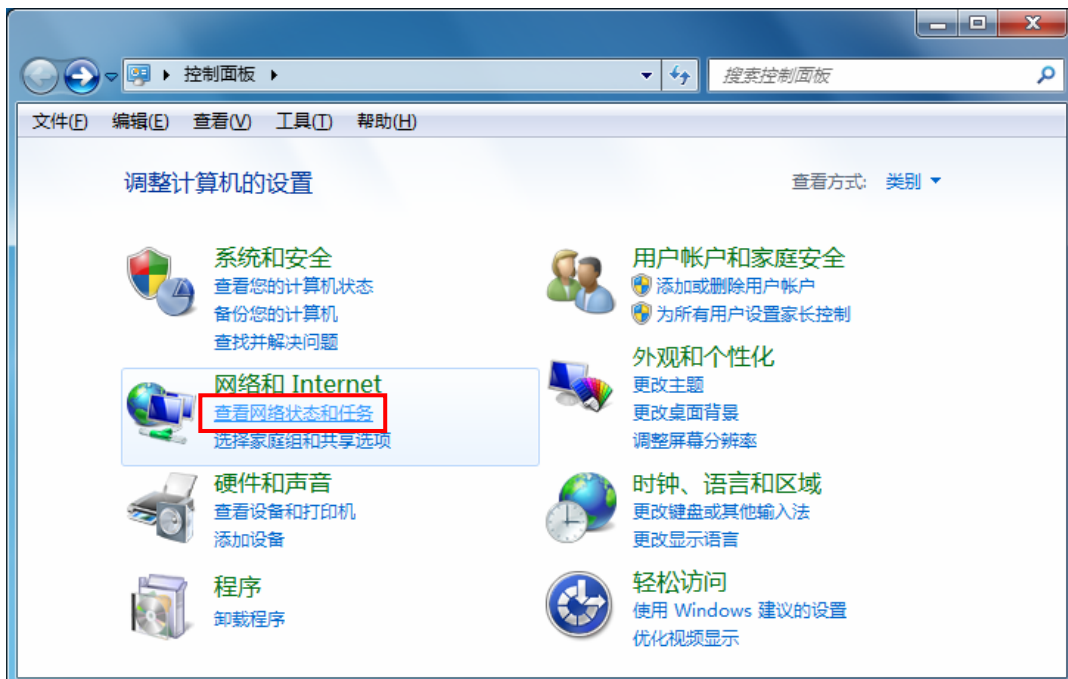 控制面板
搜索控制面板
文件(F) 编辑(E) 查看(V) 工具(T) 帮助(H)
调整计算机的设置
查看方式: 类别
系统和安全
查看您的计算机状态
备份您的计算机
查找并解决问题
网络和 Internet
查看网络状态和任务
选择家庭组和共享选项
硬件和声音
查看设备和打印机
添加设备
程序
卸载程序
用户帐户和家庭安全
添加或删除用户帐户
为所有用户设置家长控制
外观和个性化
更改主题
更改桌面背景
调整屏幕分辨率
时钟、语言和区域
更改键盘或其他输入法
更改显示语言
轻松访问
使用 Windows 建议的设置
优化视频显示